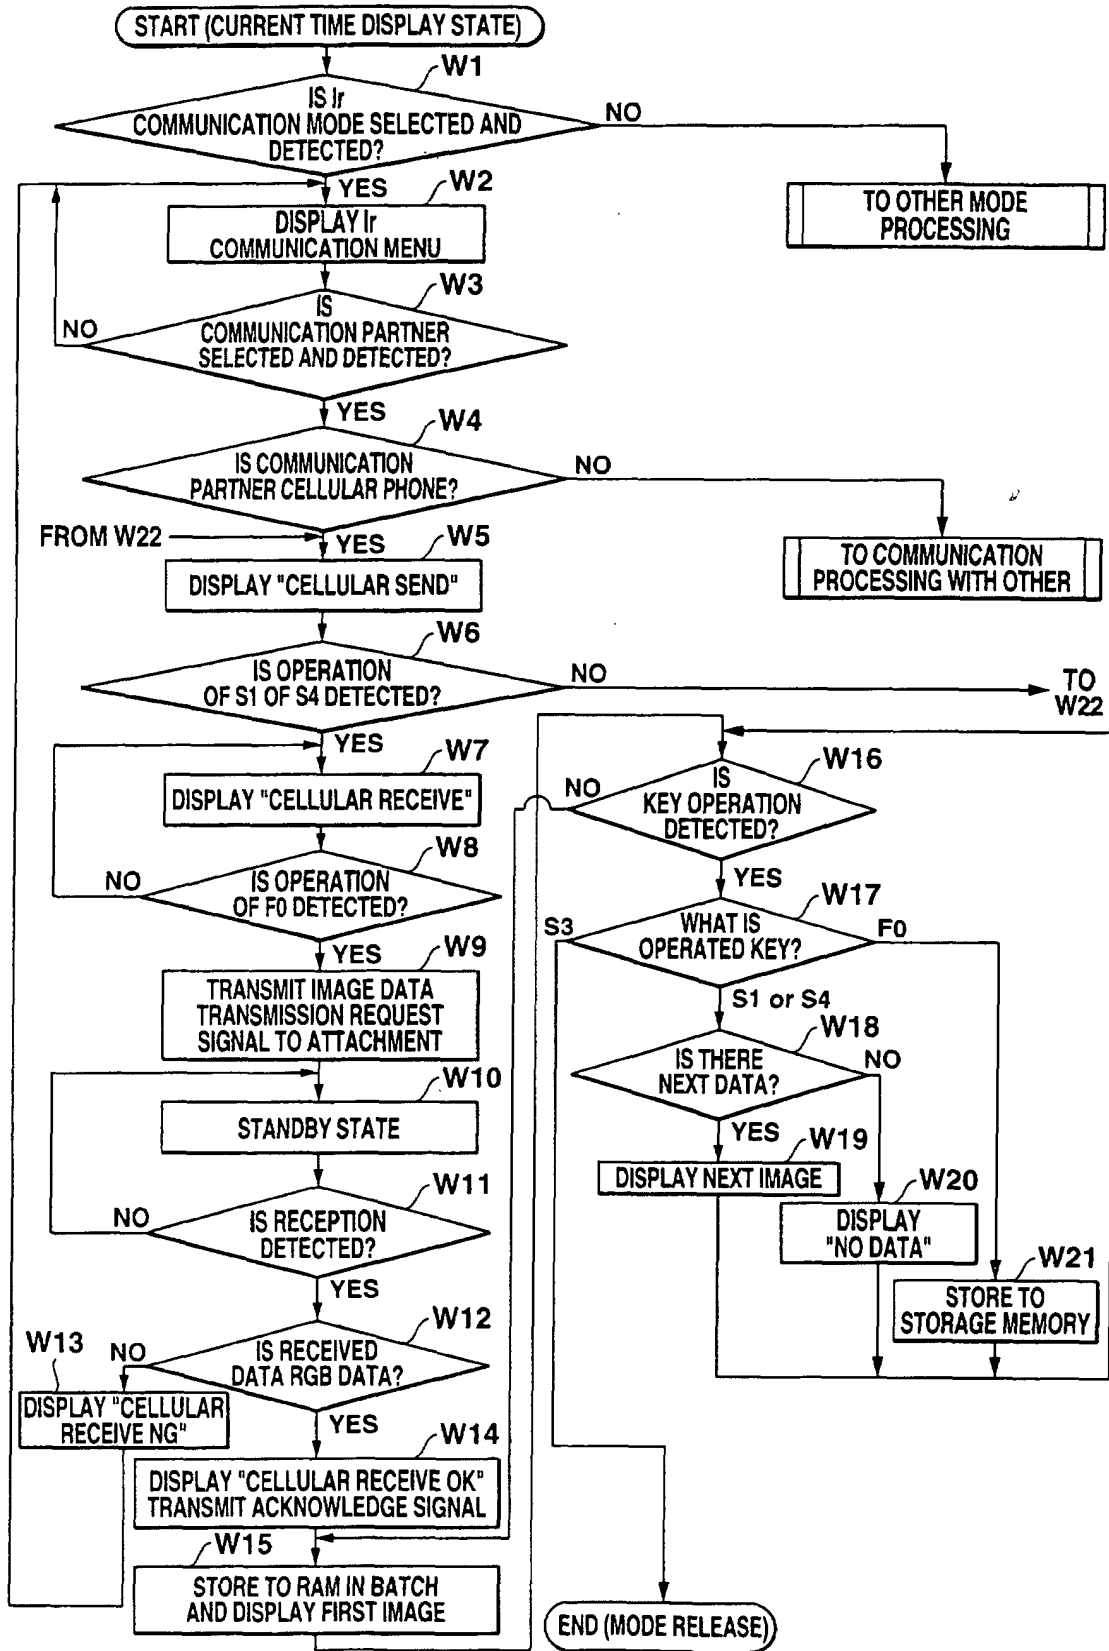 START (CURRENT TIME DISPLAY STATE)
W1
IS Ir
COMMUNICATION MODE SELECTED AND
DETECTED?
NO
YES
TO OTHER MODE
PROCESSING
W2
DISPLAY Ir
COMMUNICATION MENU
W3
IS
COMMUNICATION PARTNER
SELECTED AND DETECTED?
NO
YES
W4
IS COMMUNICATION
PARTNER CELLULAR PHONE?
NO
FROM W22
YES
TO COMMUNICATION
PROCESSING WITH OTHER
W5
DISPLAY "CELLULAR SEND"
W6
IS OPERATION
OF S1 OF S4 DETECTED?
NO
TO
W22
YES
W7
DISPLAY "CELLULAR RECEIVE"
W8
IS OPERATION
OF F0 DETECTED?
NO
YES
W9
TRANSMIT IMAGE DATA
TRANSMISSION REQUEST
SIGNAL TO ATTACHMENT
W10
STANDBY STATE
W11
IS RECEPTION
DETECTED?
NO
YES
W12
IS RECEIVED
DATA RGB DATA?
NO
W13
DISPLAY "CELLULAR
RECEIVE NG"
YES
W14
DISPLAY "CELLULAR RECEIVE OK"
TRANSMIT ACKNOWLEDGE SIGNAL
W15
STORE TO RAM IN BATCH
AND DISPLAY FIRST IMAGE
W16
IS
KEY OPERATION
DETECTED?
NO
YES
W17
WHAT IS
OPERATED KEY?
S3
F0
S1 or S4
W18
IS THERE
NEXT DATA?
NO
YES
W19
DISPLAY NEXT IMAGE
W20
DISPLAY
"NO DATA"
W21
STORE TO
STORAGE MEMORY
END (MODE RELEASE)